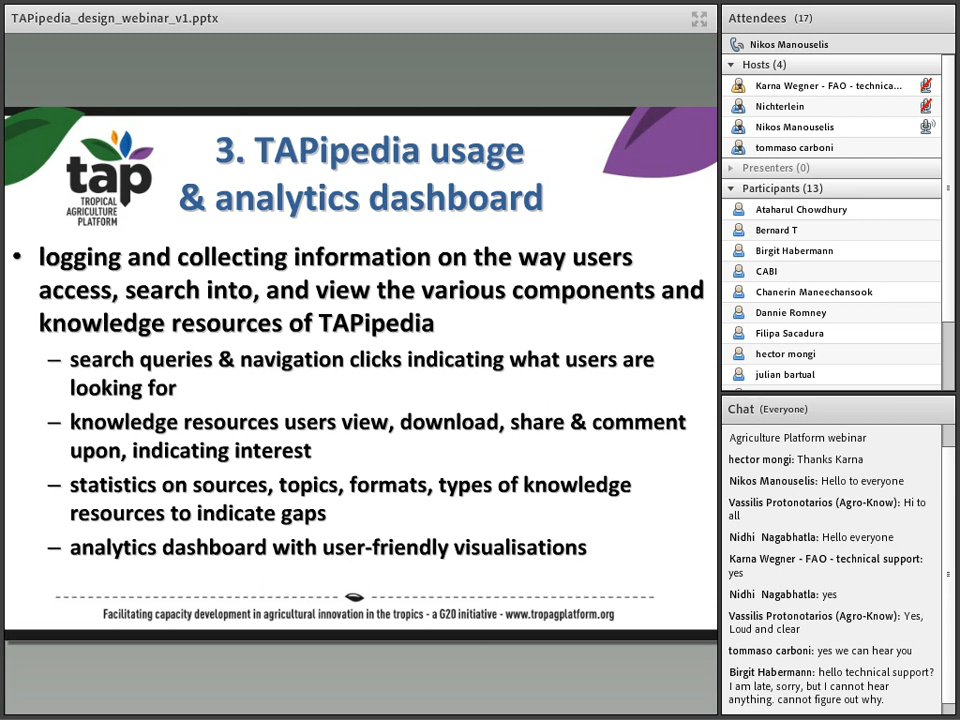 TAPipedia_design_webinar_v1.pptx
tap
TROPICAL
AGRICULTURE
PLATFORM
3. TAPipedia usage
& analytics dashboard
• logging and collecting information on the way users
access, search into, and view the various components and
knowledge resources of TAPipedia
– search queries & navigation clicks indicating what users are
looking for
– knowledge resources users view, download, share & comment
upon, indicating interest
– statistics on sources, topics, formats, types of knowledge
resources to indicate gaps
– analytics dashboard with user-friendly visualisations
Facilitating capacity development in agricultural innovation in the tropics - a G20 initiative - www.tropagplatform.org
Attendees (17)
Nikos Manouselis
Hosts (4)
Karna Wegner - FAO - technica...
Nichterlein
Nikos Manouselis
tommaso carboni
Presenters (0)
Participants (13)
Ataharul Chowdhury
Bernard T
Birgit Habermann
CABI
Chanerin Maneechansook
Dannie Romney
Filipa Sacadura
hector mongi
julian bartual
Chat (Everyone)
Agriculture Platform webinar
hector mongi: Thanks Karna
Nikos Manouselis: Hello to everyone
Vassilis Protonotarios (Agro-Know): Hi to
all
Nidhi Nagabhatla: Hello everyone
Karna Wegner - FAO - technical support:
yes
Nidhi Nagabhatla: yes
Vassilis Protonotarios (Agro-Know): Yes,
Loud and clear
tommaso carboni: yes we can hear you
Birgit Habermann: hello technical support?
I am late, sorry, but I cannot hear
anything. cannot figure out why.